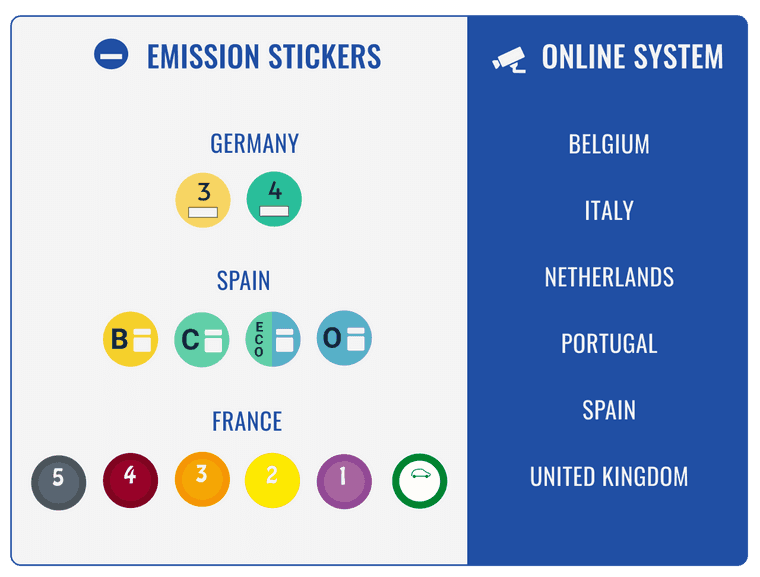 EMISSION STICKERS
GERMANY
3 4
SPAIN
B C ECO O
FRANCE
5 4 3 2 1
ONLINE SYSTEM
BELGIUM
ITALY
NETHERLANDS
PORTUGAL
SPAIN
UNITED KINGDOM